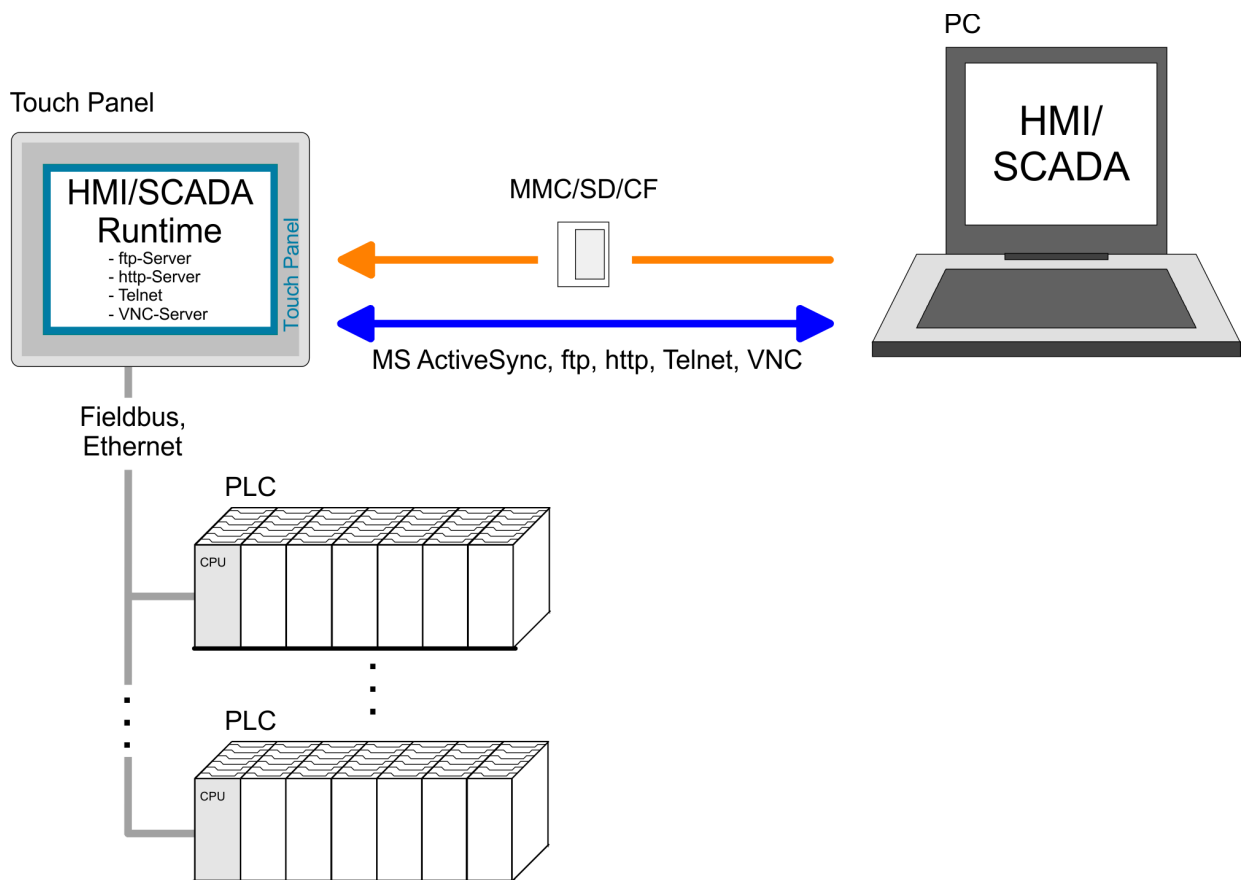 PC
Touch Panel
HMI/SCADA
Runtime
- ftp-Server
- http-Server
- Telnet
- VNC-Server
Touch Panel
MMC/SD/CF
HMI/
SCADA
MS ActiveSync, ftp, http, Telnet, VNC
Fieldbus,
Ethernet
PLC
CPU
PLC
CPU